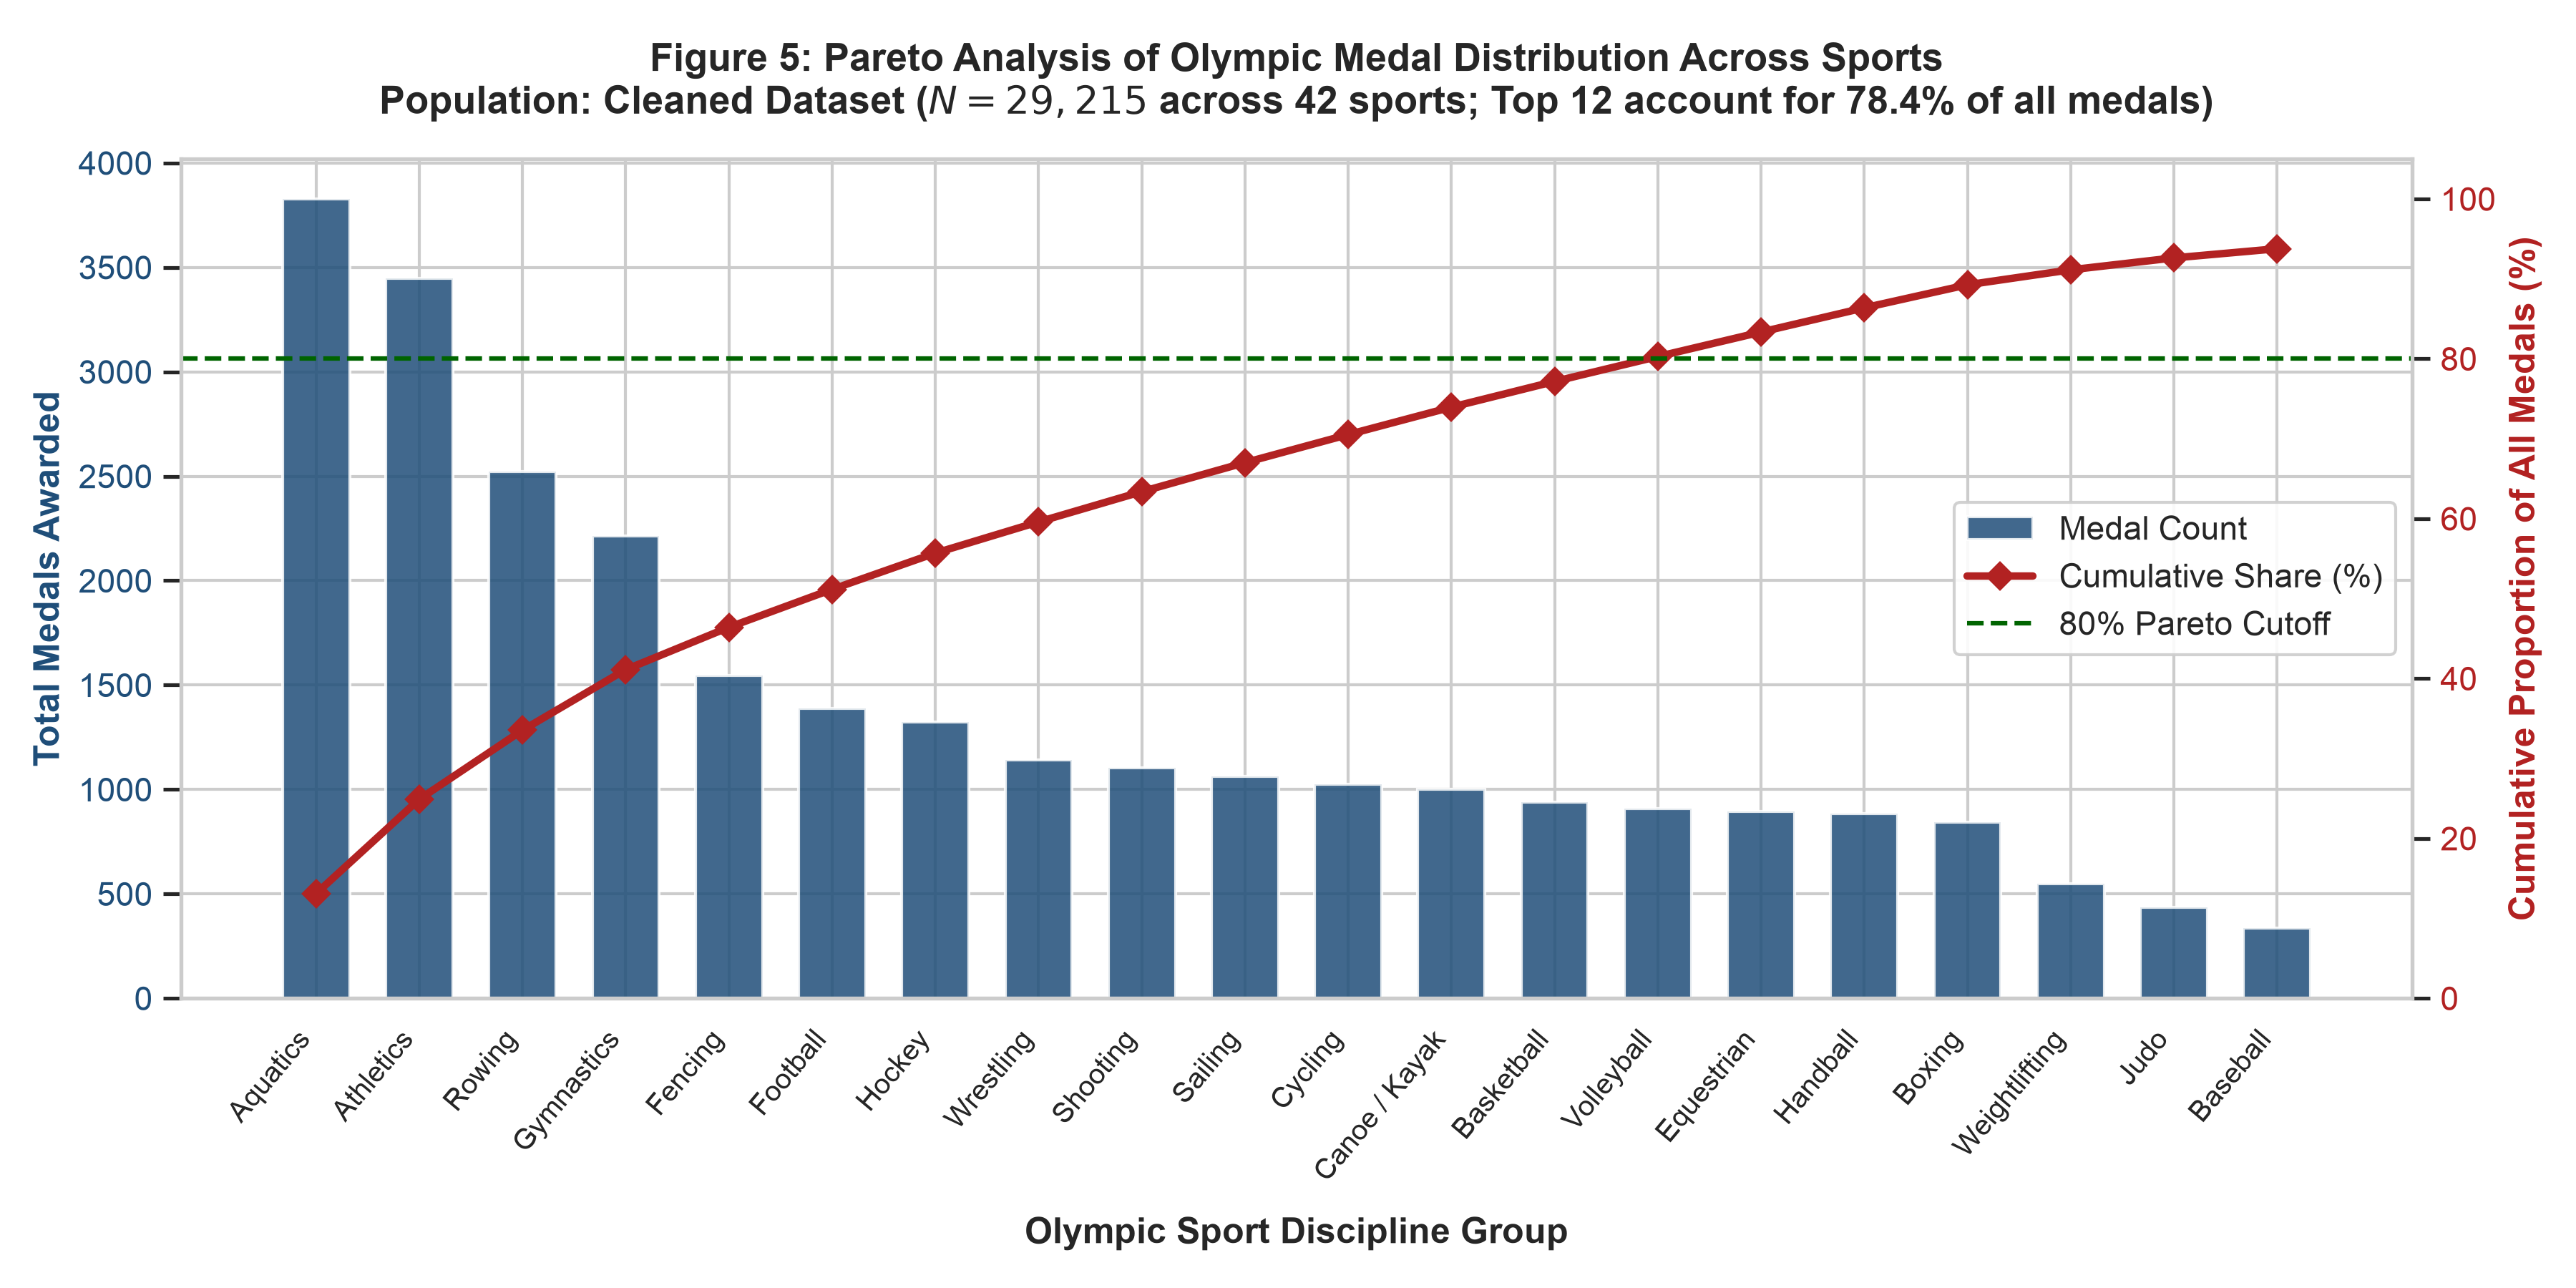 Figure 5: Pareto Analysis of Olympic Medal Distribution Across Sports
Population: Cleaned Dataset (N = 29, 215 across 42 sports; Top 12 account for 78.4% of all medals)
Total Medals Awarded
4000
3500
3000
2500
2000
1500
1000
500
0
100
80
60
40
20
0
Cumulative Proportion of All Medals (%)
Medal Count
Cumulative Share (%)
80% Pareto Cutoff
Aquatics
Athletics
Rowing
Gymnastics
Fencing
Football
Hockey
Wrestling
Shooting
Sailing
Cycling
Canoe / Kayak
Basketball
Volleyball
Equestrian
Handball
Boxing
Weightlifting
Judo
Baseball
Olympic Sport Discipline Group